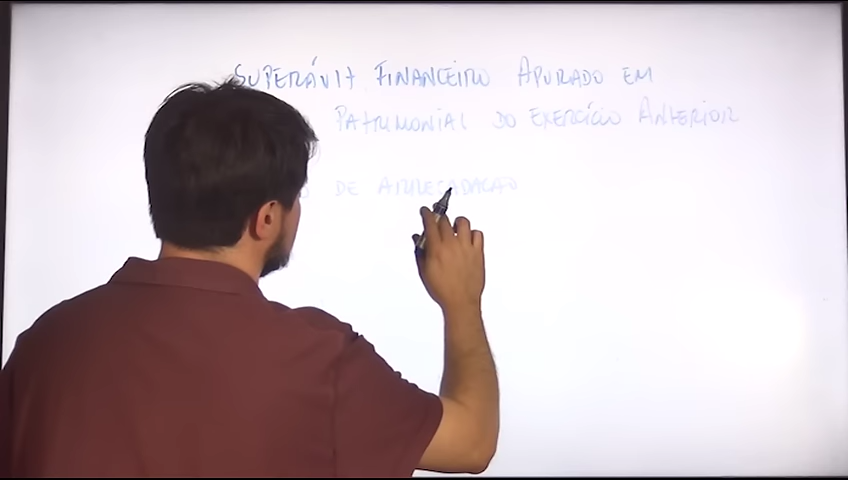 SUPERÁVIT FINANCEIRO APURADO EM
PATRIMONIAL DO EXERCÍCIO ANTERIOR
DE ARRECADAÇÃO